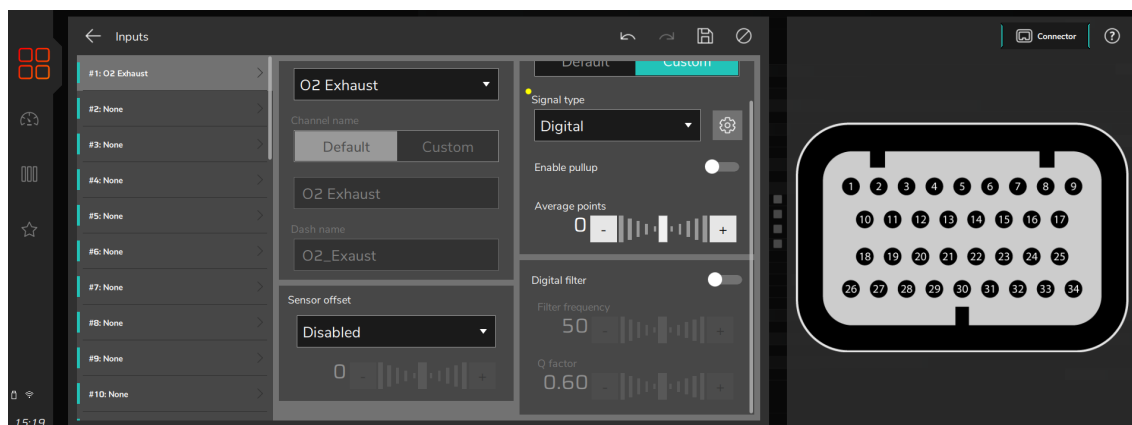 Inputs
Connector
?
#1: O2 Exhaust
#2: None
#3: None
#4: None
#5: None
#6: None
#7: None
#8: None
#9: None
#10: None
O2 Exhaust
Channel name
Default Custom
O2 Exhaust
Dash name
O2_Exaust
Sensor offset
Disabled
0 - +
Default Custom
Signal type
Digital
Enable pullup
Average points
0 - +
Digital filter
Filter frequency
50 - +
Q factor
0.60 - +
1 2 3 4 5 6 7 8 9
10 11 12 13 14 15 16 17
18 19 20 21 22 23 24 25
26 27 28 29 30 31 32 33 34
15:19